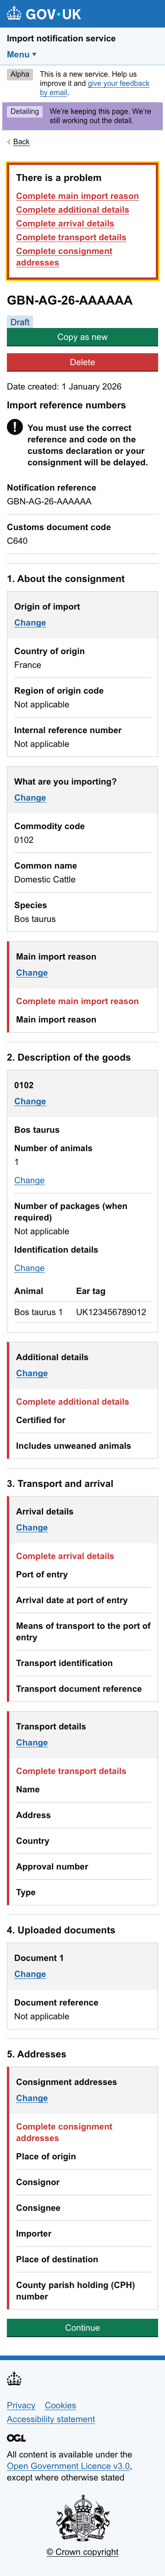 GOV·UK
Import notification service
Menu
Alpha
This is a new service. Help us
improve it and give your feedback
by email.
Detailing
We're keeping this page. We're
still working out the detail.
Back
There is a problem
Complete main import reason
Complete additional details
Complete arrival details
Complete transport details
Complete consignment
addresses
GBN-AG-26-AAAAAA
Draft
Copy as new
Delete
Date created: 1 January 2026
Import reference numbers
! You must use the correct
reference and code on the
customs declaration or your
consignment will be delayed.
Notification reference
GBN-AG-26-AAAAAA
Customs document code
C640
1. About the consignment
Origin of import
Change
Country of origin
France
Region of origin code
Not applicable
Internal reference number
Not applicable
What are you importing?
Change
Commodity code
0102
Common name
Domestic Cattle
Species
Bos taurus
Main import reason
Change
Complete main import reason
Main import reason
2. Description of the goods
0102
Change
Bos taurus
Number of animals
1
Change
Number of packages (when
required)
Not applicable
Identification details
Change
Animal Ear tag
Bos taurus 1 UK123456789012
Additional details
Change
Complete additional details
Certified for
Includes unweaned animals
3. Transport and arrival
Arrival details
Change
Complete arrival details
Port of entry
Arrival date at port of entry
Means of transport to the port of
entry
Transport identification
Transport document reference
Transport details
Change
Complete transport details
Name
Address
Country
Approval number
Type
4. Uploaded documents
Document 1
Change
Document reference
Not applicable
5. Addresses
Consignment addresses
Change
Complete consignment
addresses
Place of origin
Consignor
Consignee
Importer
Place of destination
County parish holding (CPH)
number
Continue
Privacy Cookies
Accessibility statement
OGL
All content is available under the
Open Government Licence v3.0,
except where otherwise stated
© Crown copyright